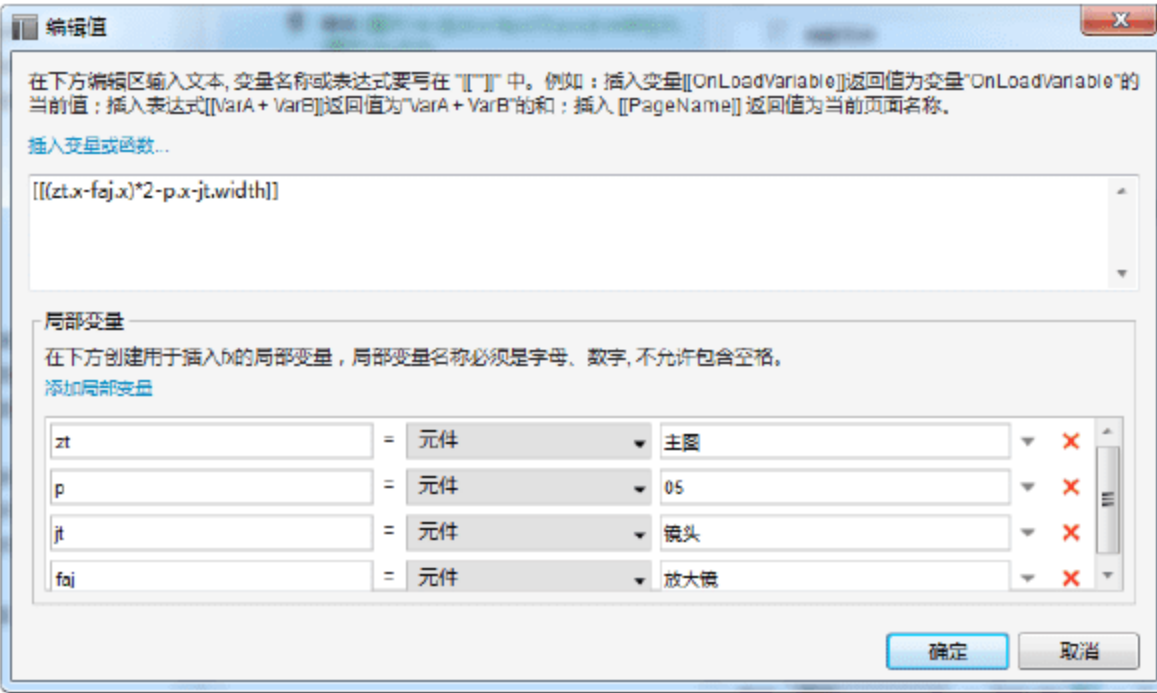 编辑值
在下方编辑区输入文本, 变量名称或表达式要写在 "[[""]]" 中。例如：插入变量[[OnLoadVariable]]返回值为变量"OnLoadVariable"的
当前值；插入表达式[[VarA + VarB]]返回值为"VarA + VarB"的和；插入 [[PageName]] 返回值为当前页面名称。
插入变量或函数...
[[(zt.x-faj.x)*2-p.x-jt.width]]
局部变量
在下方创建用于插入fx的局部变量，局部变量名称必须是字母、数字, 不允许包含空格。
添加局部变量
zt = 元件 主图
p = 元件 05
jt = 元件 镜头
faj = 元件 放大镜
确定 取消